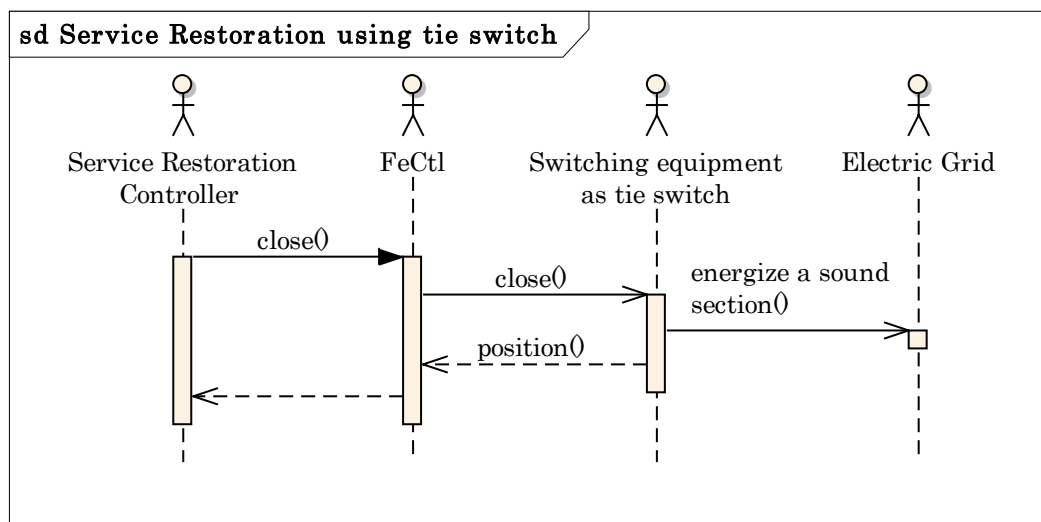 sd Service Restoration using tie switch
Service Restoration
Controller
FeCtl
Switching equipment
as tie switch
Electric Grid
close()
close()
energize a sound
section()
position()